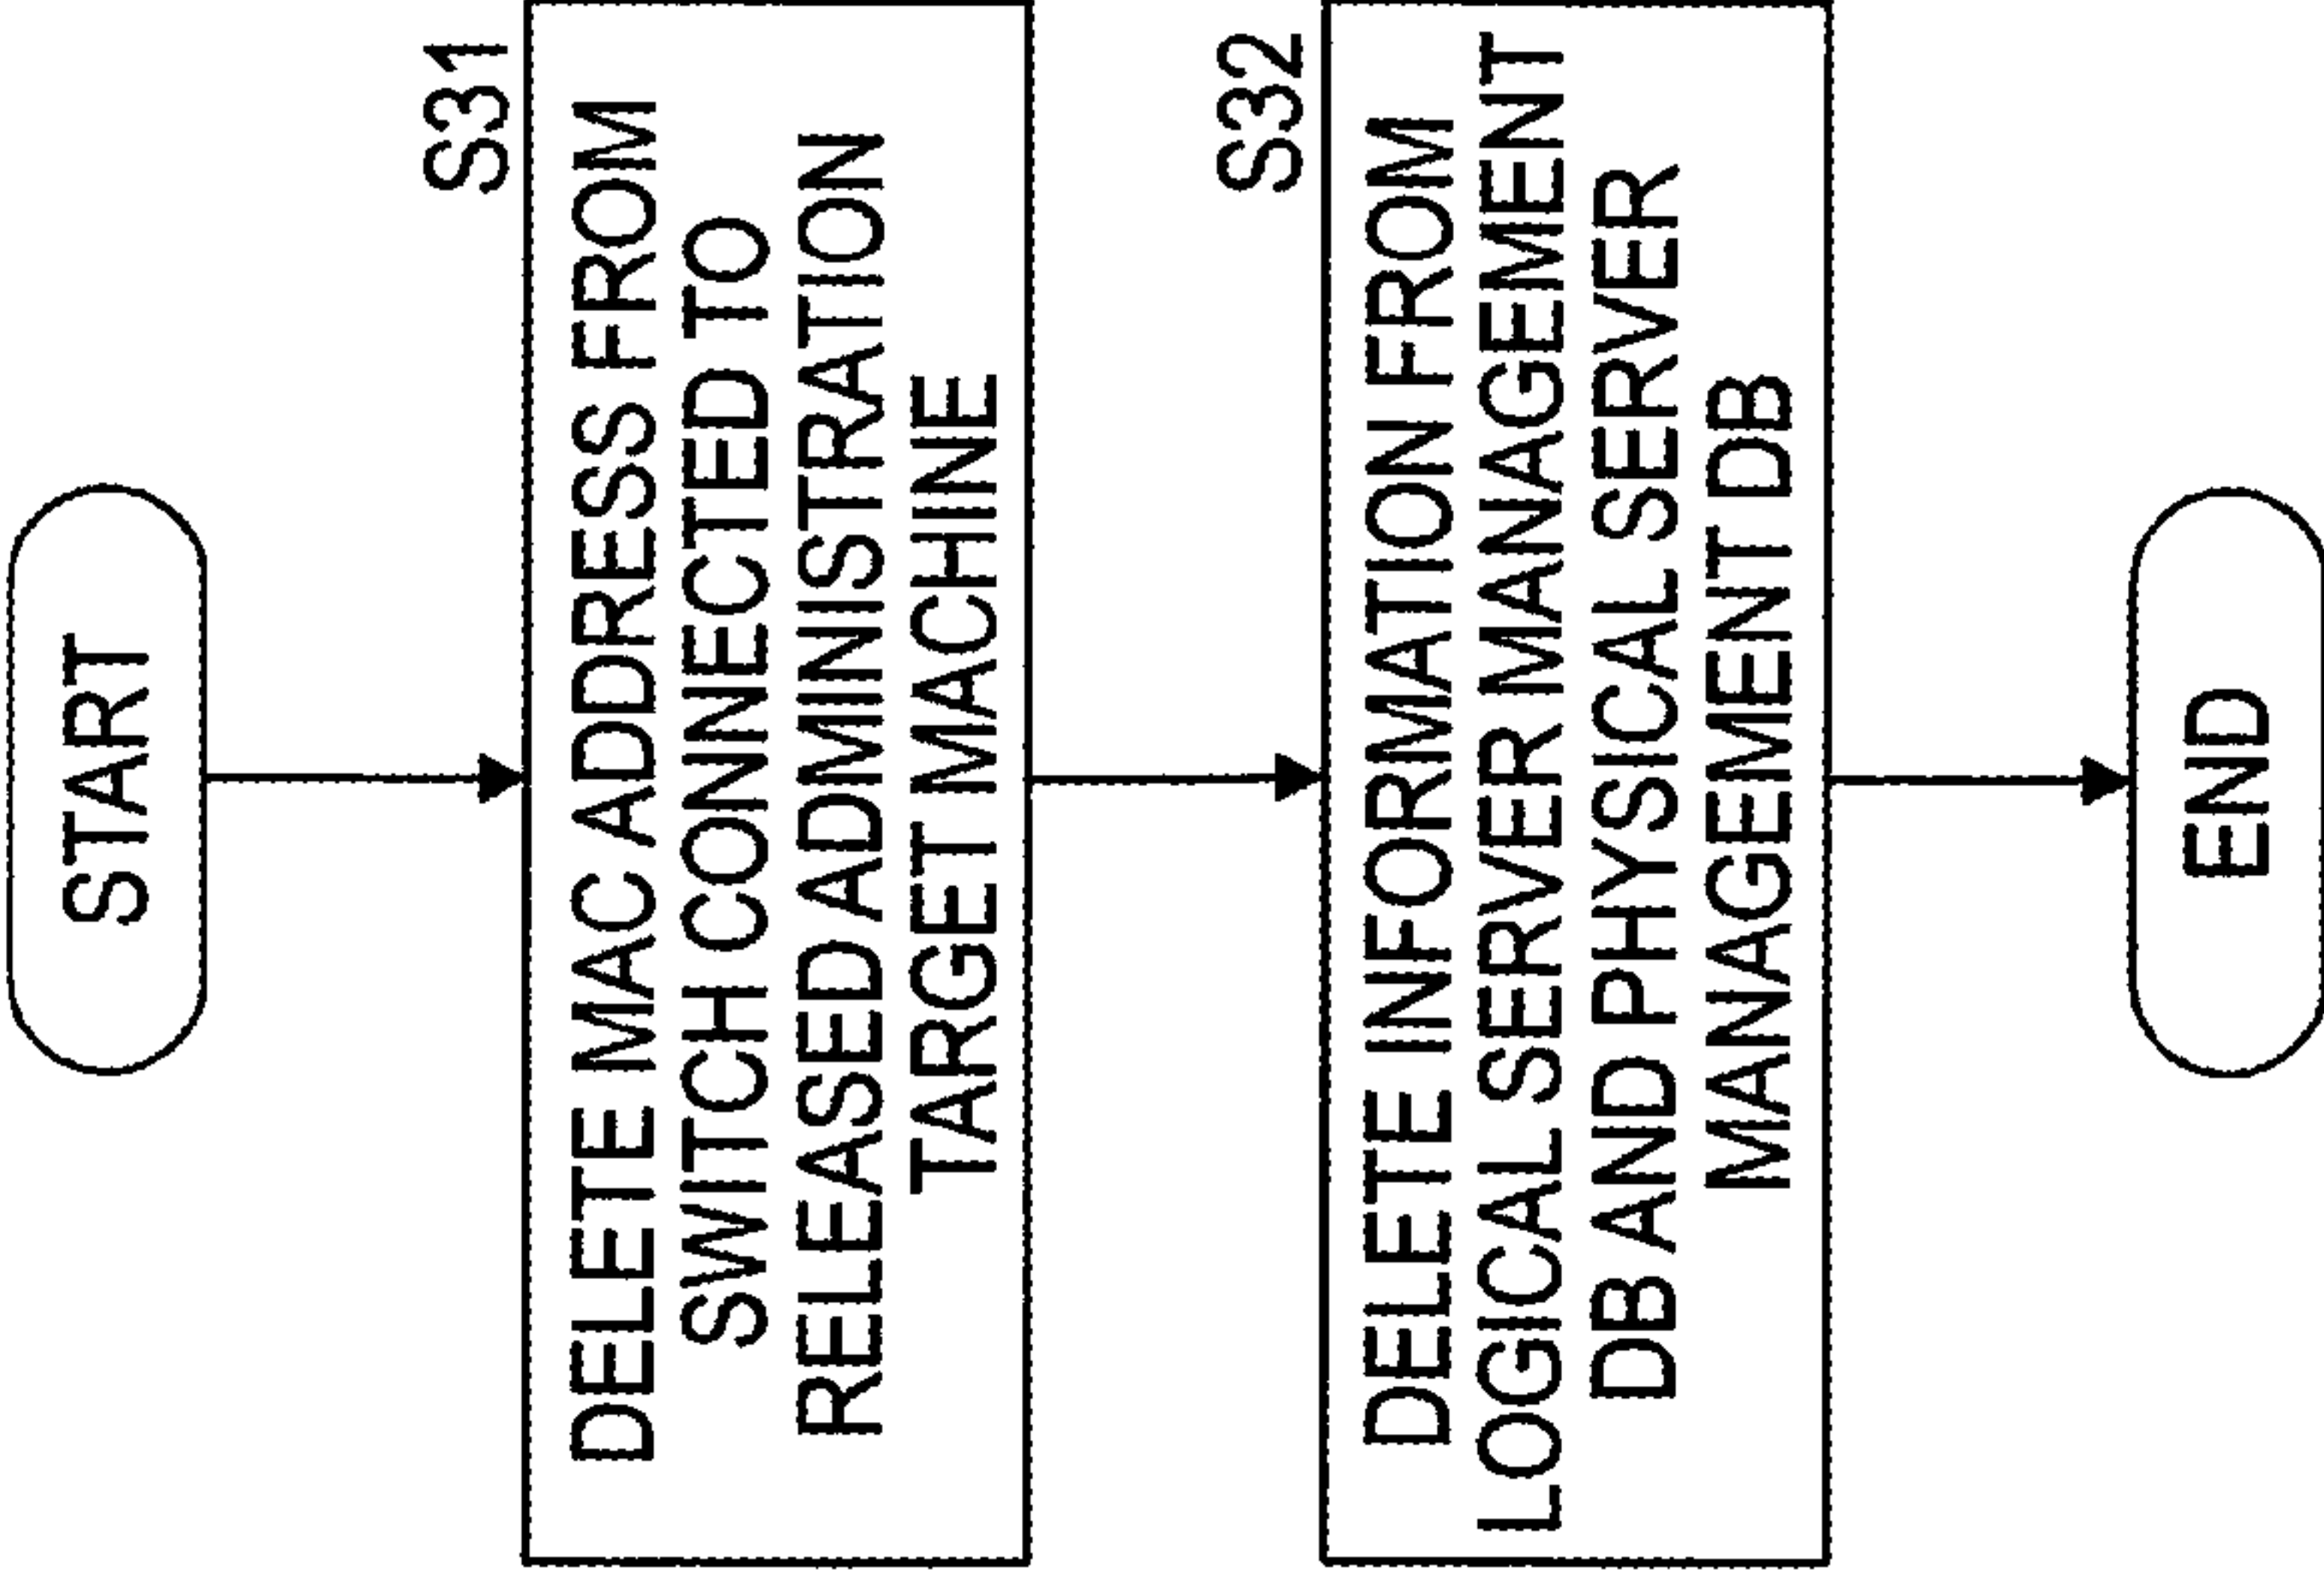 START
S31
DELETE MAC ADDRESS FROM
SWITCH CONNECTED TO
RELEASED ADMINISTRATION
TARGET MACHINE
S32
DELETE INFORMATION FROM
LOGICAL SERVER MANAGEMENT
DB AND PHYSICAL SERVER
MANAGEMENT DB
END